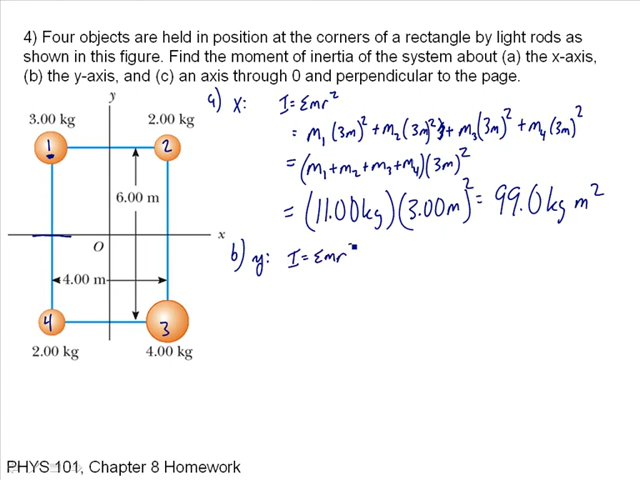 4) Four objects are held in position at the corners of a rectangle by light rods as
shown in this figure. Find the moment of inertia of the system about (a) the x-axis,
(b) the y-axis, and (c) an axis through 0 and perpendicular to the page.
a) x: I = Σmr²
= m₁(3m)² + m₂(3m)² + m₃(3m)² + m₄(3m)²
= (m₁+m₂+m₃+m₄)(3m)²
= (11.00kg)(3.00m)² = 99.0 kg m²
b) y: I = Σmr²
y
3.00 kg 2.00 kg
1 2
6.00 m
x
O
4.00 m
4 3
2.00 kg 4.00 kg
PHYS 101, Chapter 8 Homework